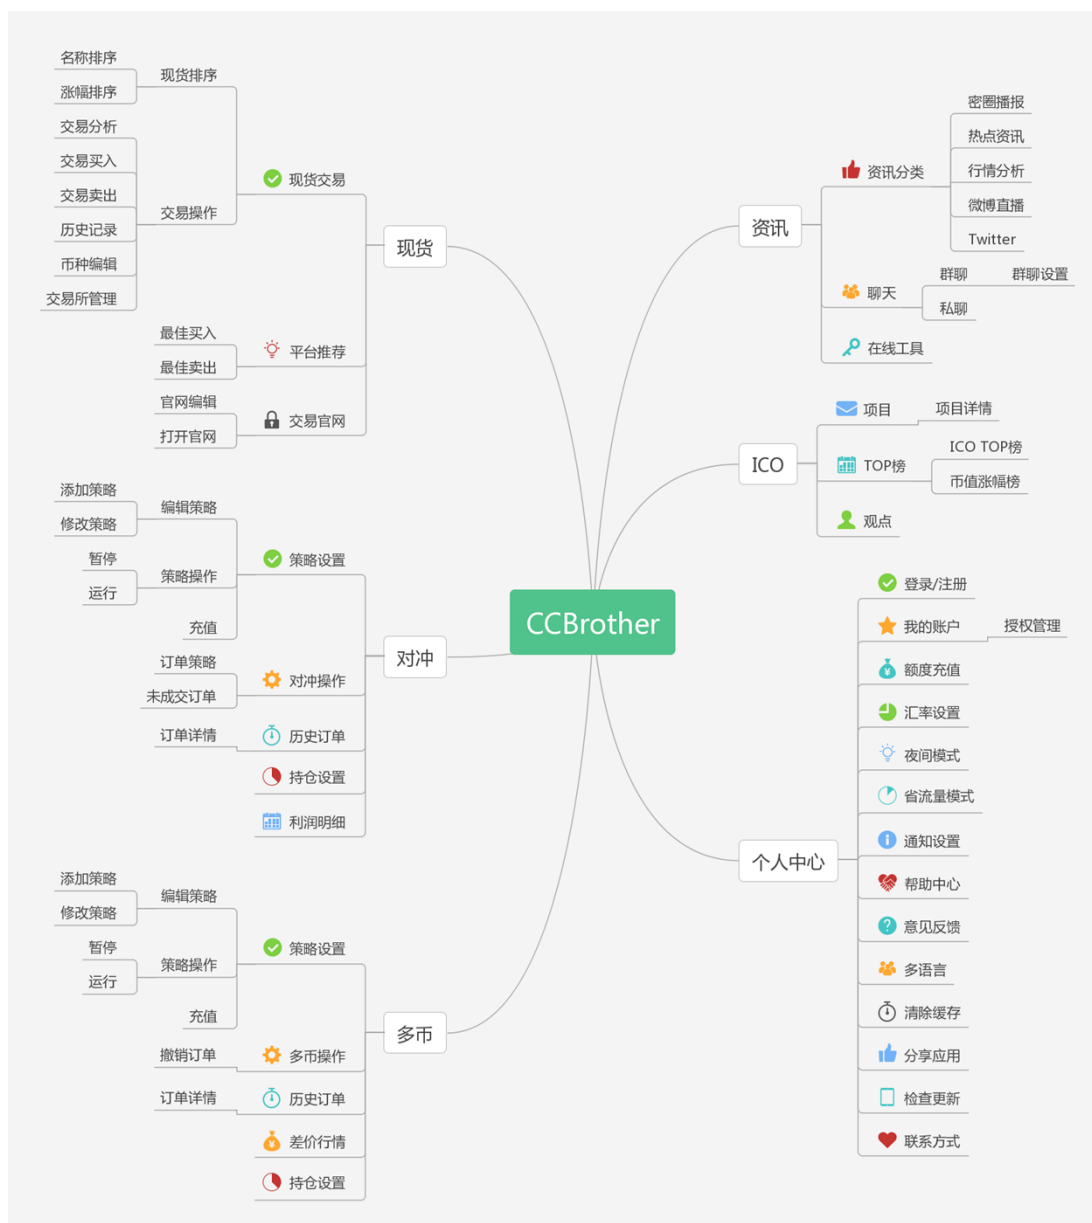 CCBrother
现货
现货交易
现货排序
名称排序
涨幅排序
交易操作
交易分析
交易买入
交易卖出
历史记录
币种编辑
交易所管理
平台推荐
最佳买入
最佳卖出
交易官网
官网编辑
打开官网
对冲
策略设置
编辑策略
添加策略
修改策略
策略操作
暂停
运行
充值
对冲操作
订单策略
未成交订单
历史订单
订单详情
持仓设置
利润明细
多币
策略设置
编辑策略
添加策略
修改策略
策略操作
暂停
运行
充值
多币操作
撤销订单
历史订单
订单详情
差价行情
持仓设置
资讯
资讯分类
密圈播报
热点资讯
行情分析
微博直播
Twitter
聊天
群聊
群聊设置
私聊
在线工具
ICO
项目
项目详情
TOP榜
ICO TOP榜
币值涨幅榜
观点
个人中心
登录/注册
我的账户
授权管理
额度充值
汇率设置
夜间模式
省流量模式
通知设置
帮助中心
意见反馈
多语言
清除缓存
分享应用
检查更新
联系方式